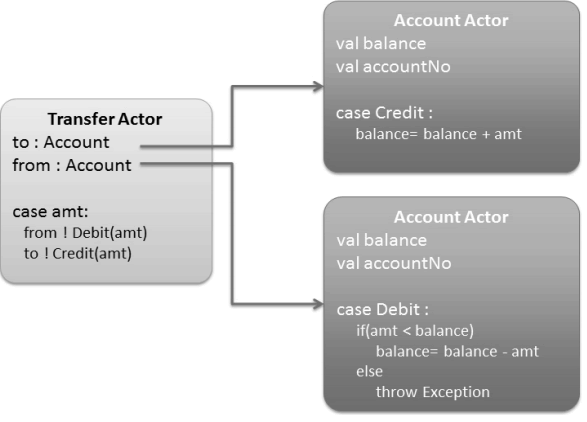 Transfer Actor
to : Account
from : Account
case amt:
from ! Debit(amt)
to ! Credit(amt)
Account Actor
val balance
val accountNo
case Credit :
balance= balance + amt
Account Actor
val balance
val accountNo
case Debit :
if(amt < balance)
balance= balance - amt
else
throw Exception